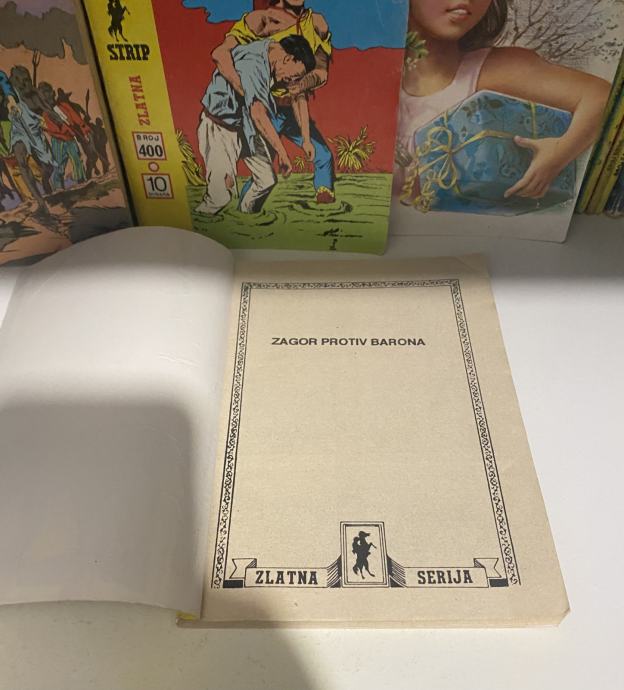 STRIP
ZLATNA
BROJ
400
10
ZAGOR PROTIV BARONA
ZLATNA SERIJA